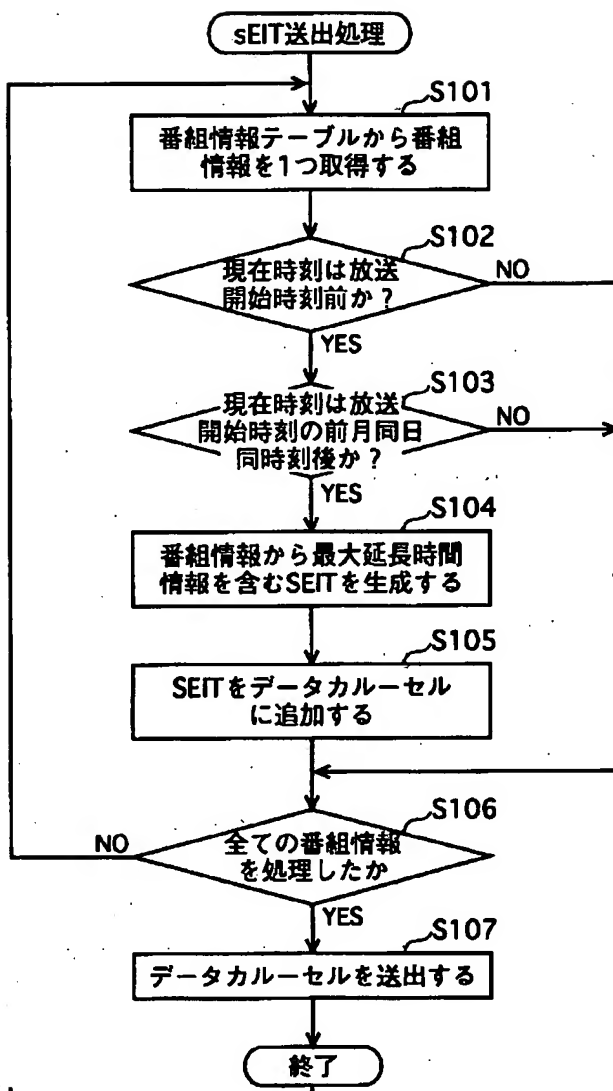 sEIT送出処理
S101
番組情報テーブルから番組
情報を1つ取得する
S102
現在時刻は放送
開始時刻前か?
NO
YES
S103
現在時刻は放送
開始時刻の前月同日
同時刻後か?
NO
YES
S104
番組情報から最大延長時間
情報を含むSEITを生成する
S105
SEITをデータカルーセル
に追加する
S106
NO
全ての番組情報
を処理したか
YES
S107
データカルーセルを送出する
終了